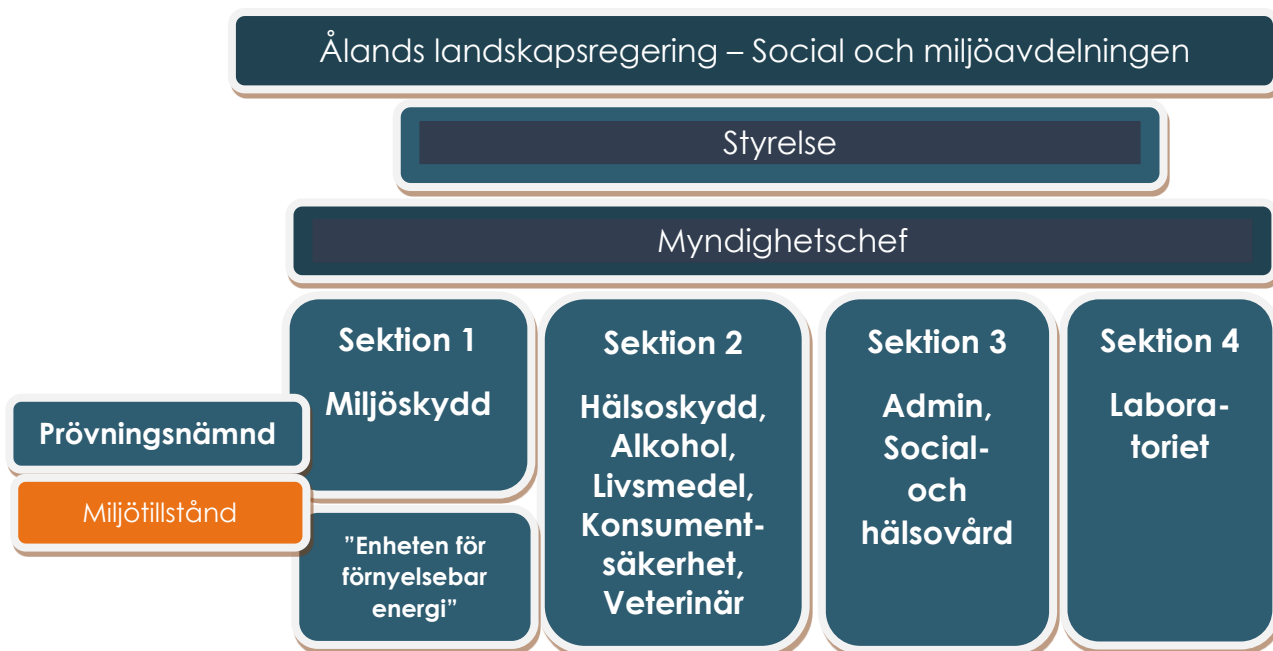 Ålands landskapsregering – Social och miljöavdelningen
Styrelse
Myndighetschef
Sektion 1
Miljöskydd
Prövningsnämnd
Miljötillstånd
”Enheten för
förnyelsebar
energi”
Sektion 2
Hälsoskydd,
Alkohol,
Livsmedel,
Konsument-
säkerhet,
Veterinär
Sektion 3
Admin,
Social-
och
hälsovård
Sektion 4
Labora-
toriet